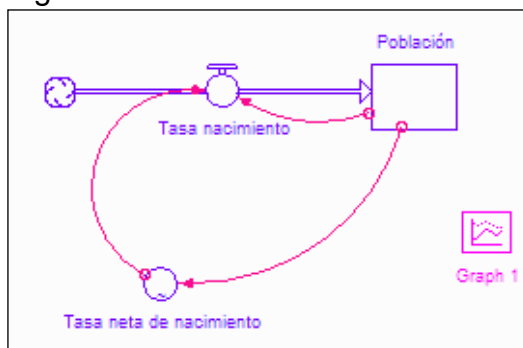 Población
Tasa nacimiento
Graph 1
Tasa neta de nacimiento